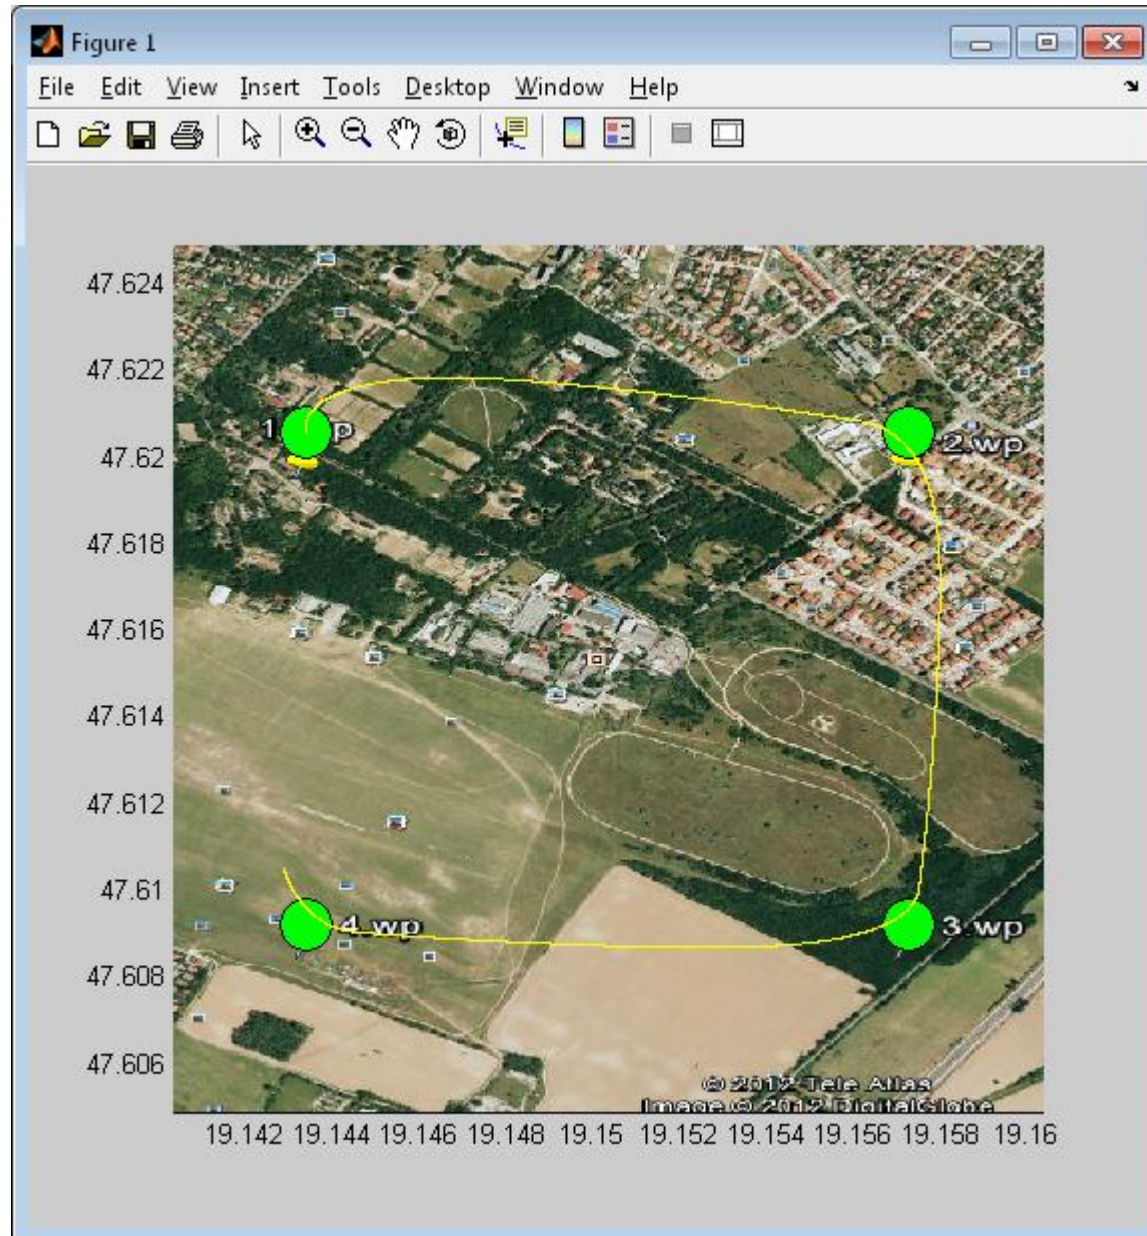 Figure 1
File Edit View Insert Tools Desktop Window Help
47.624
47.622
47.62
47.618
47.616
47.614
47.612
47.61
47.608
47.606
2.wp
4.wp
3.wp
© 2012 Tele Atlas
Image © 2012 DigitalGlobe
19.142 19.144 19.146 19.148 19.15 19.152 19.154 19.156 19.158 19.16